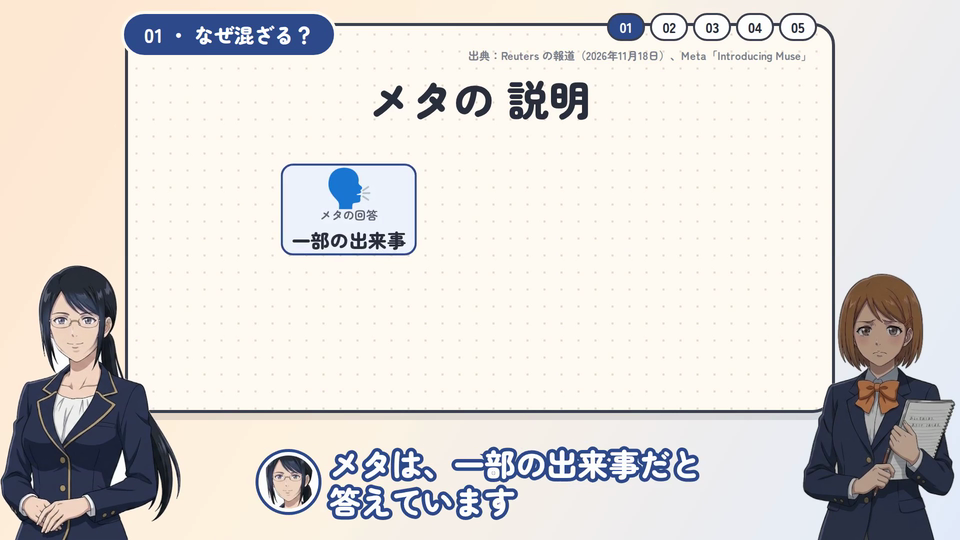 01 ・ なぜ混ざる？
01 02 03 04 05
出典：Reuters の報道（2026年11月18日）、Meta「Introducing Muse」
メタの 説明
メタの回答
一部の出来事
メタは、一部の出来事だと
答えています